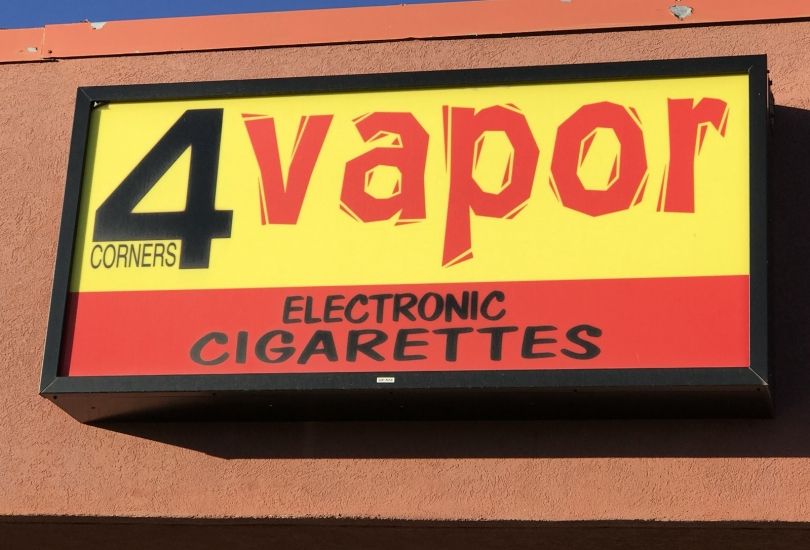 4 vapor
CORNERS
ELECTRONIC
CIGARETTES